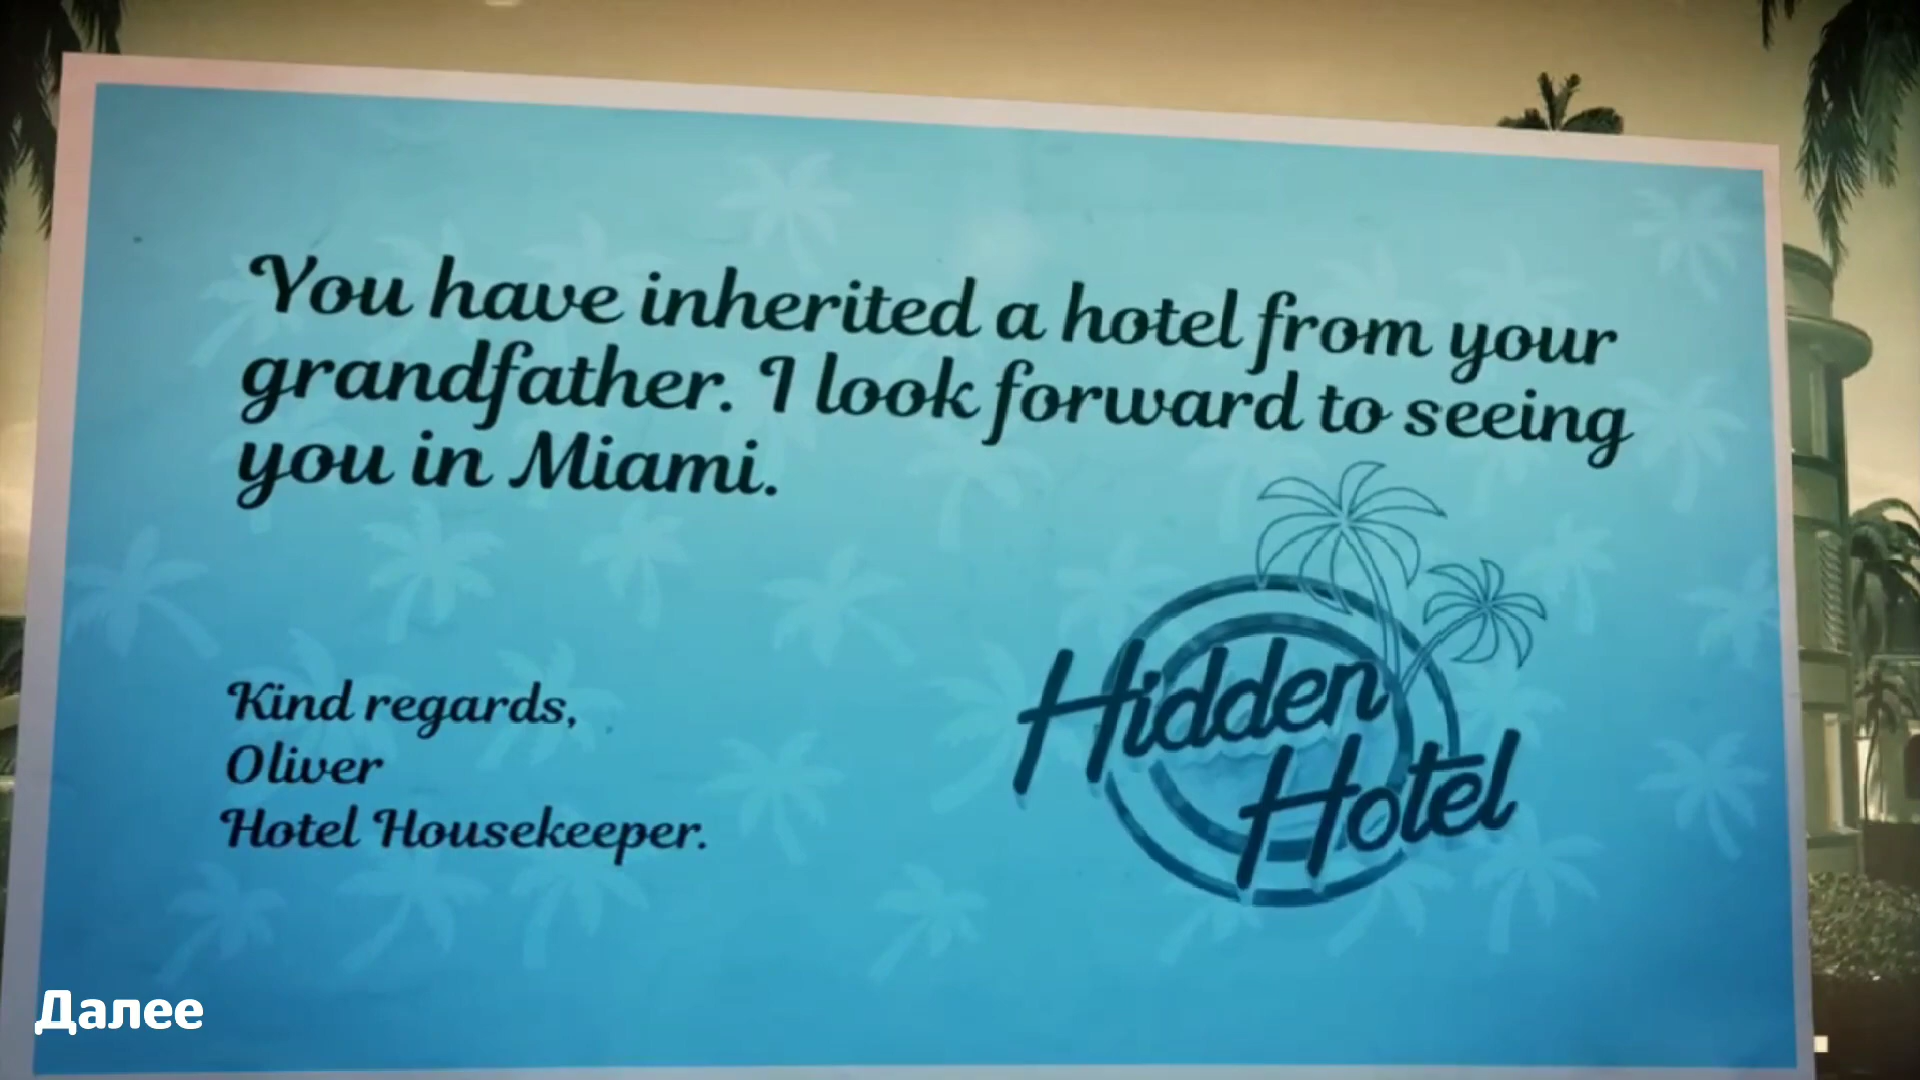 You have inherited a hotel from your
grandfather. I look forward to seeing
you in Miami.
Kind regards,
Oliver
Hotel Housekeeper.
Hidden
Hotel
Далее